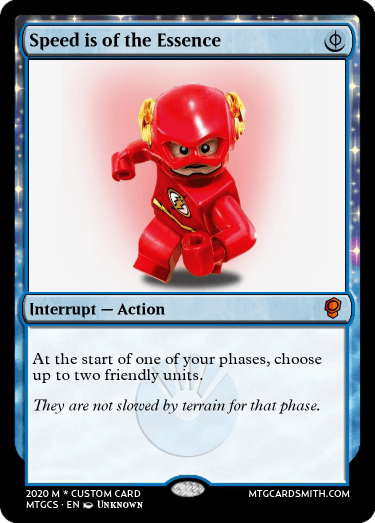 Speed is of the Essence
Interrupt — Action
At the start of one of your phases, choose
up to two friendly units.
They are not slowed by terrain for that phase.
2020 M * CUSTOM CARD
MTGCS · EN UNKNOWN
MTGCARDSMITH.COM